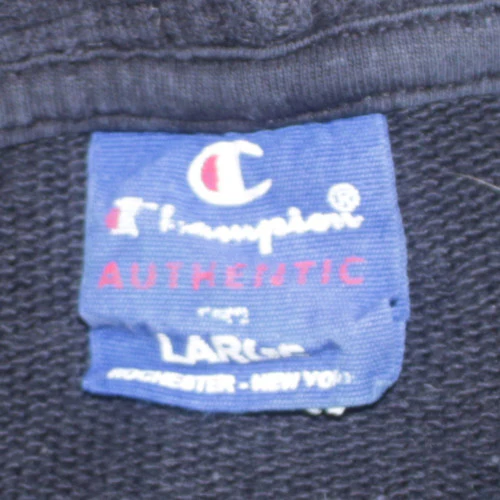 C
Champion®
AUTHENTIC
LARGE
ROCHESTER - NEW YORK